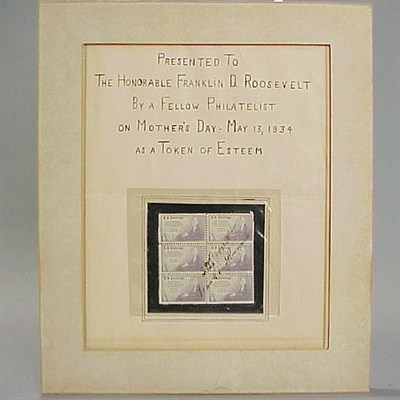 PRESENTED TO
THE HONORABLE FRANKLIN D. ROOSEVELT
BY A FELLOW PHILATELIST
ON MOTHER'S DAY - MAY 13, 1934
AS A TOKEN OF ESTEEM